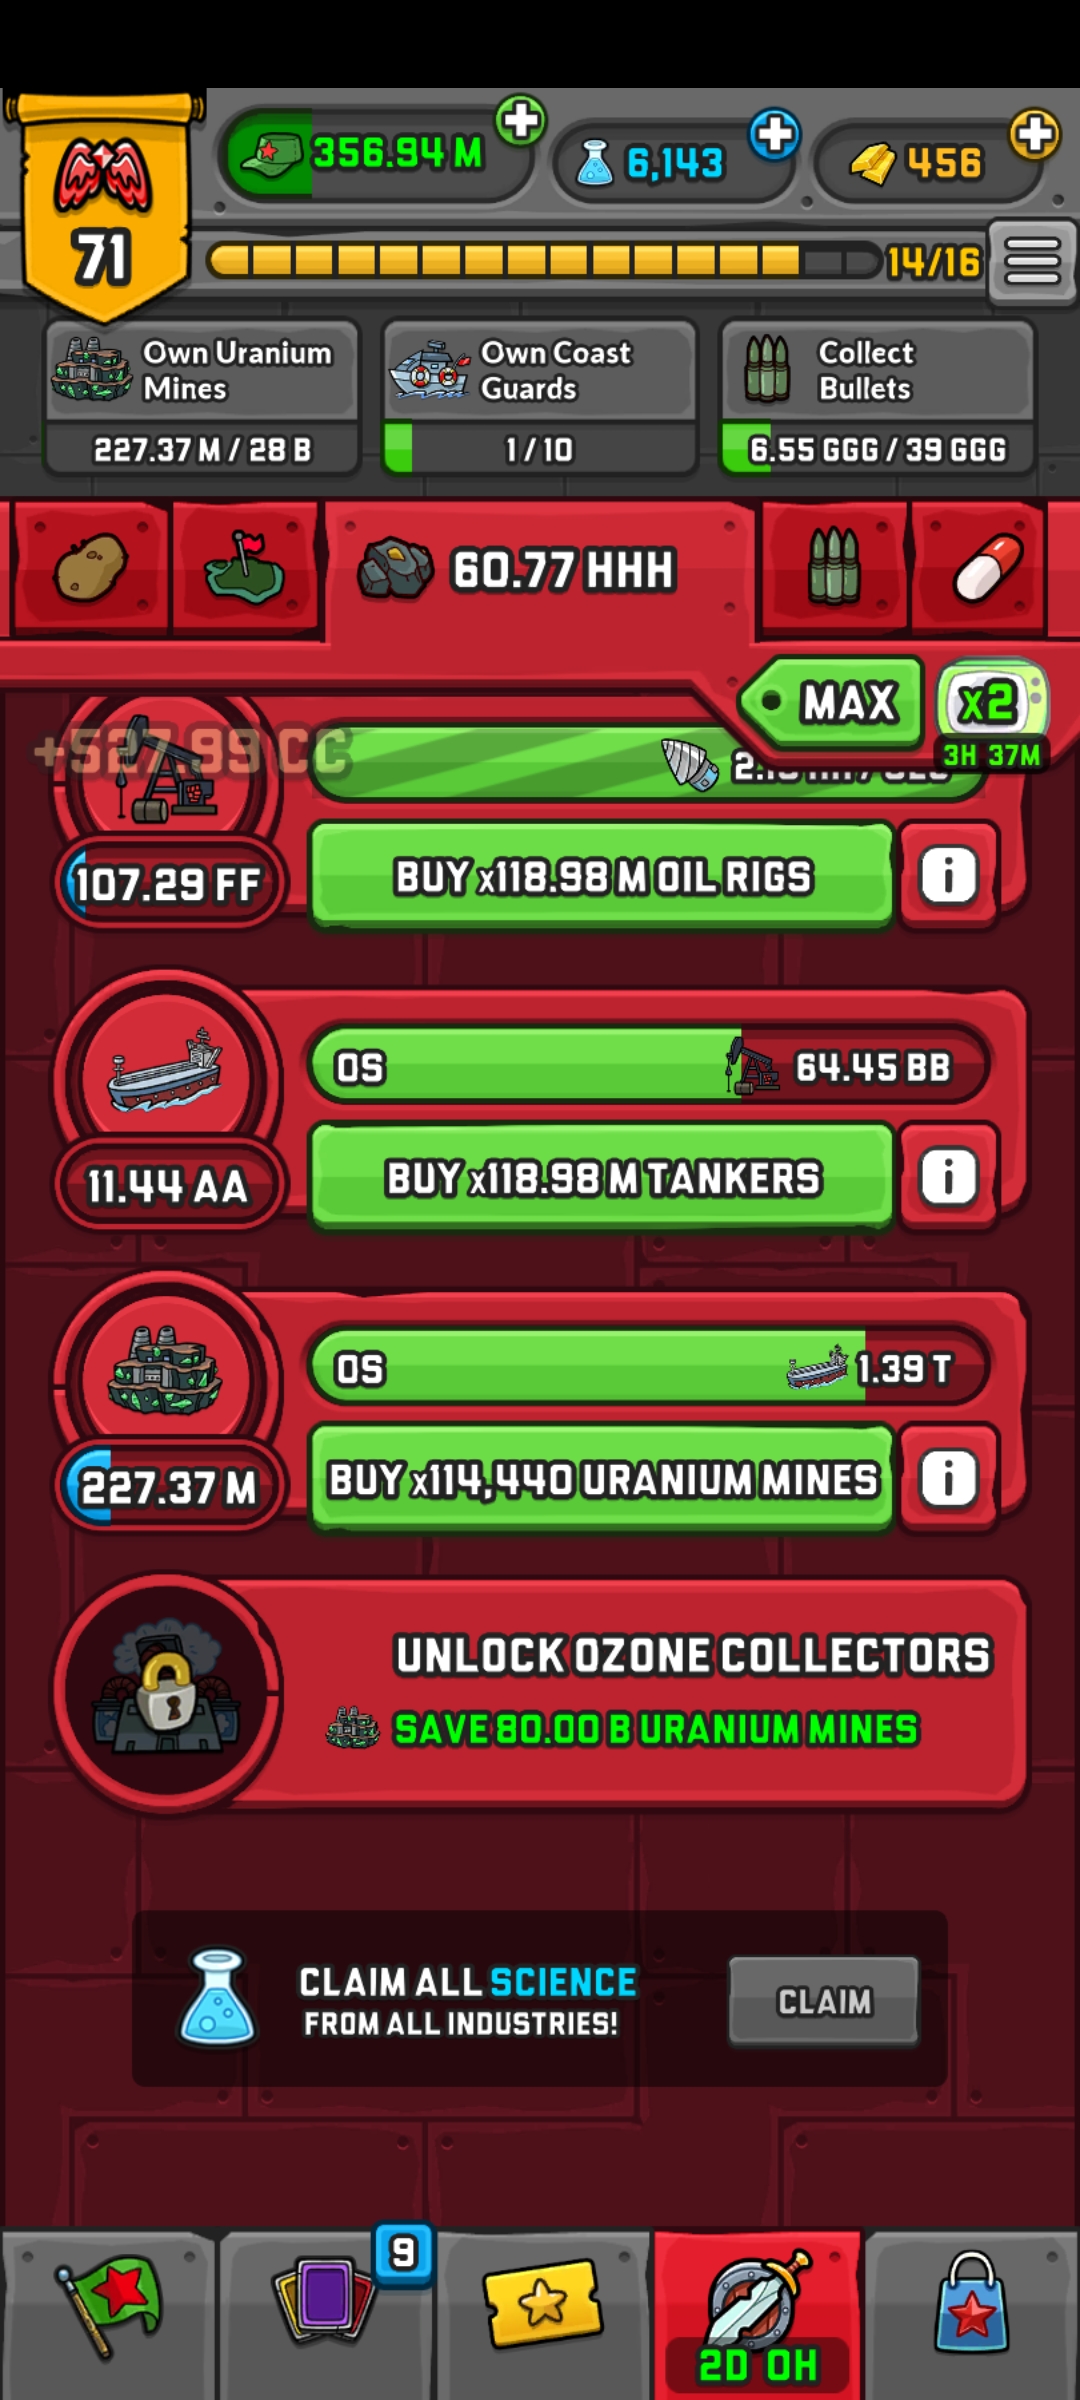 356.94 M
6,143
456
71
14/16
Own Uranium
Mines
227.37 M / 28 B
Own Coast
Guards
1 / 10
Collect
Bullets
6.55 GGG / 39 GGG
60.77 HHH
MAX
x2
3H 37M
+527.99 CC
107.29 FF
BUY x118.98 M OIL RIGS
0S
64.45 BB
11.44 AA
BUY x118.98 M TANKERS
0S
1.39 T
227.37 M
BUY x114,440 URANIUM MINES
UNLOCK OZONE COLLECTORS
SAVE 80.00 B URANIUM MINES
CLAIM ALL SCIENCE
FROM ALL INDUSTRIES!
CLAIM
9
2D 0H